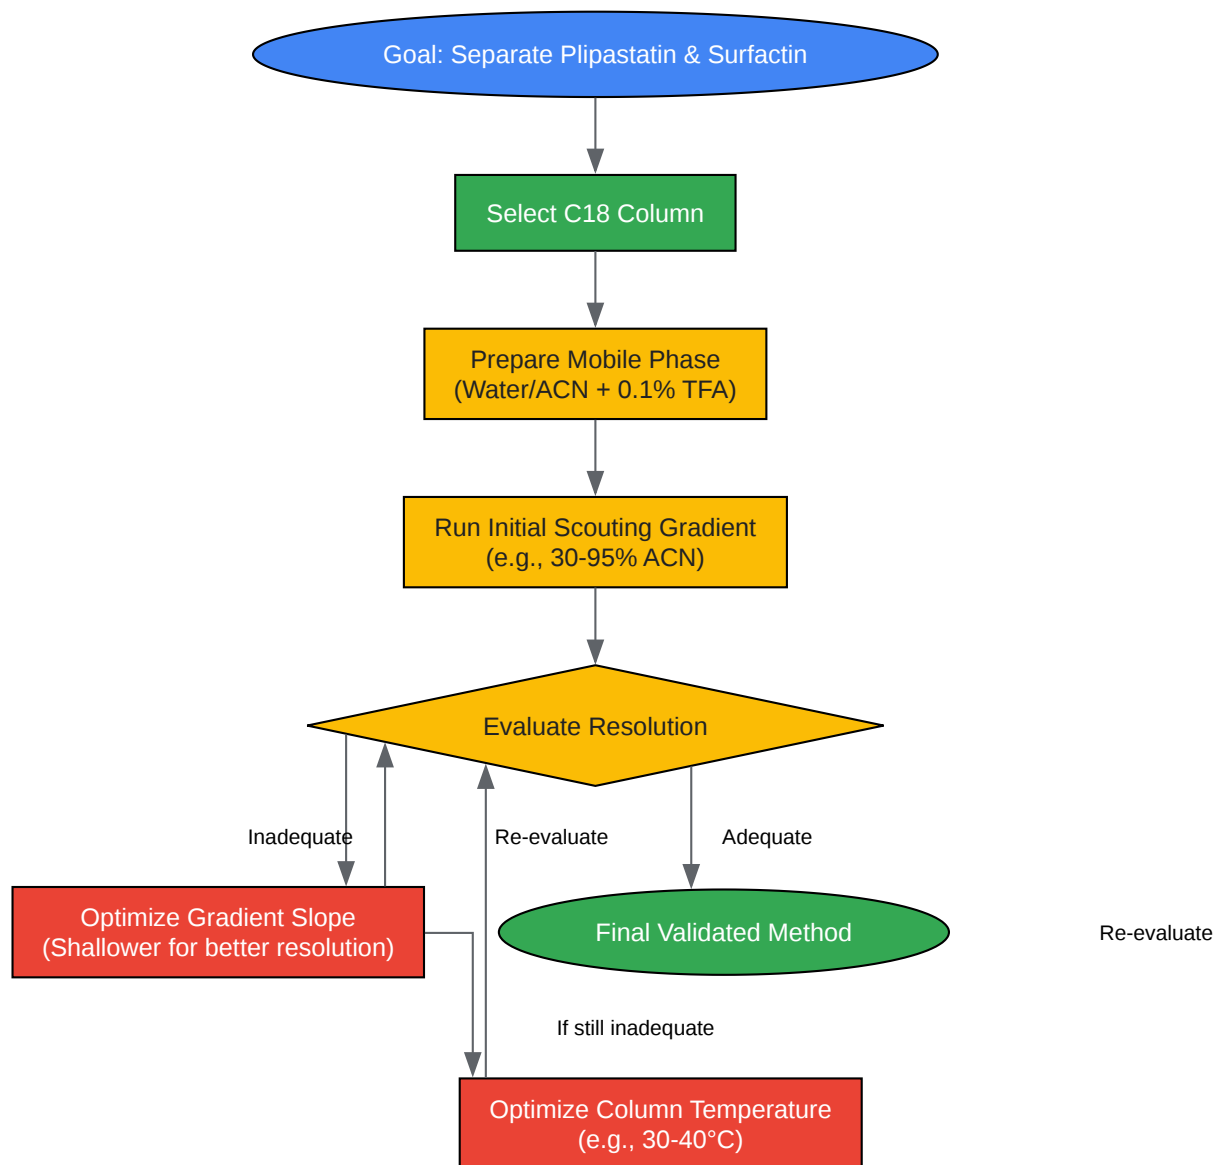 Goal: Separate Plipastatin & Surfactin
Select C18 Column
Prepare Mobile Phase
(Water/ACN + 0.1% TFA)
Run Initial Scouting Gradient
(e.g., 30-95% ACN)
Evaluate Resolution
Inadequate
Re-evaluate
Adequate
Optimize Gradient Slope
(Shallower for better resolution)
Final Validated Method
Re-evaluate
If still inadequate
Optimize Column Temperature
(e.g., 30-40°C)